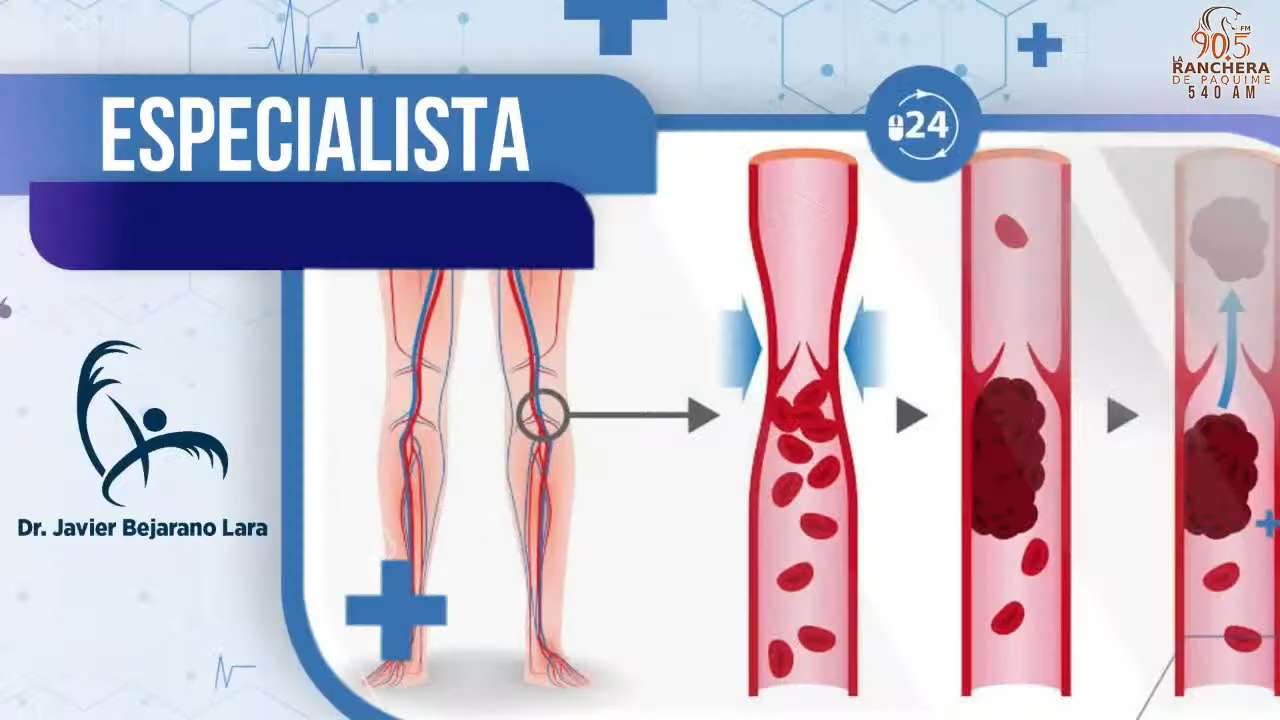 FM
90.5
LA
RANCHERA
DE PAQUIME
540 AM
ESPECIALISTA
24
Dr. Javier Bejarano Lara